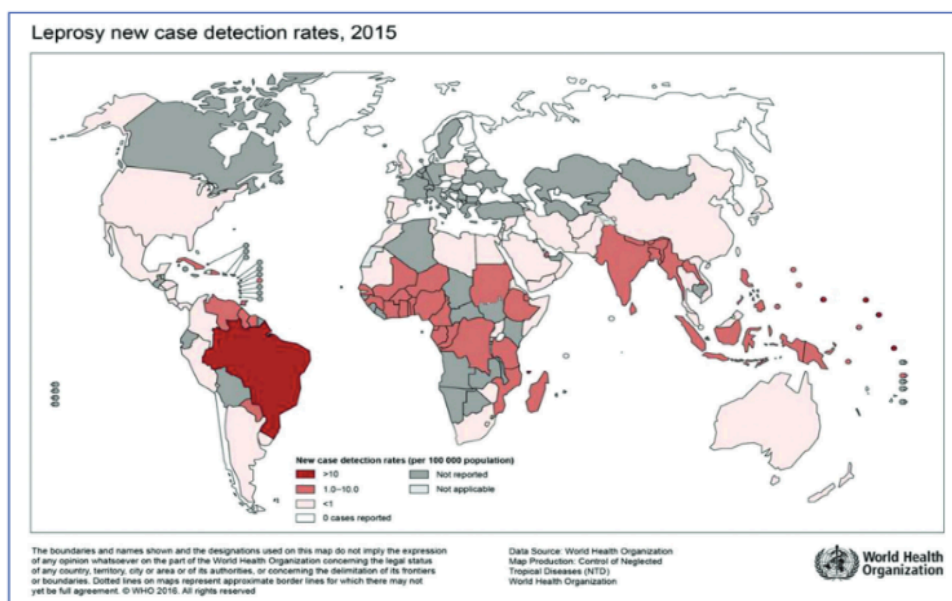 Leprosy new case detection rates, 2015
New case detection rates (per 100 000 population)
>10
1.0–10.0
<1
0 cases reported
Not reported
Not applicable
The boundaries and names shown and the designations used on this map do not imply the expression
of any opinion whatsoever on the part of the World Health Organization concerning the legal status
of any country, territory, city or area or of its authorities, or concerning the delimitation of its frontiers
or boundaries. Dotted lines on maps represent approximate border lines for which there may not
yet be full agreement. © WHO 2016. All rights reserved
Data Source: World Health Organization
Map Production: Control of Neglected
Tropical Diseases (NTD)
World Health Organization
World Health
Organization